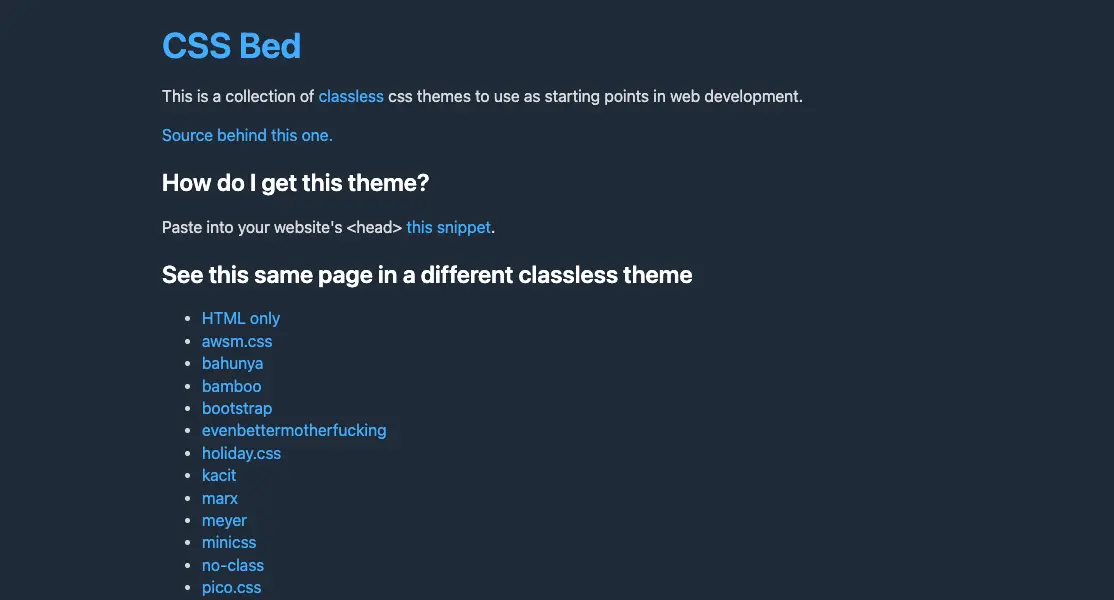 CSS Bed
This is a collection of classless css themes to use as starting points in web development.
Source behind this one.
How do I get this theme?
Paste into your website's <head> this snippet.
See this same page in a different classless theme
HTML only
awsm.css
bahunya
bamboo
bootstrap
evenbettermotherfucking
holiday.css
kacit
marx
meyer
minicss
no-class
pico.css